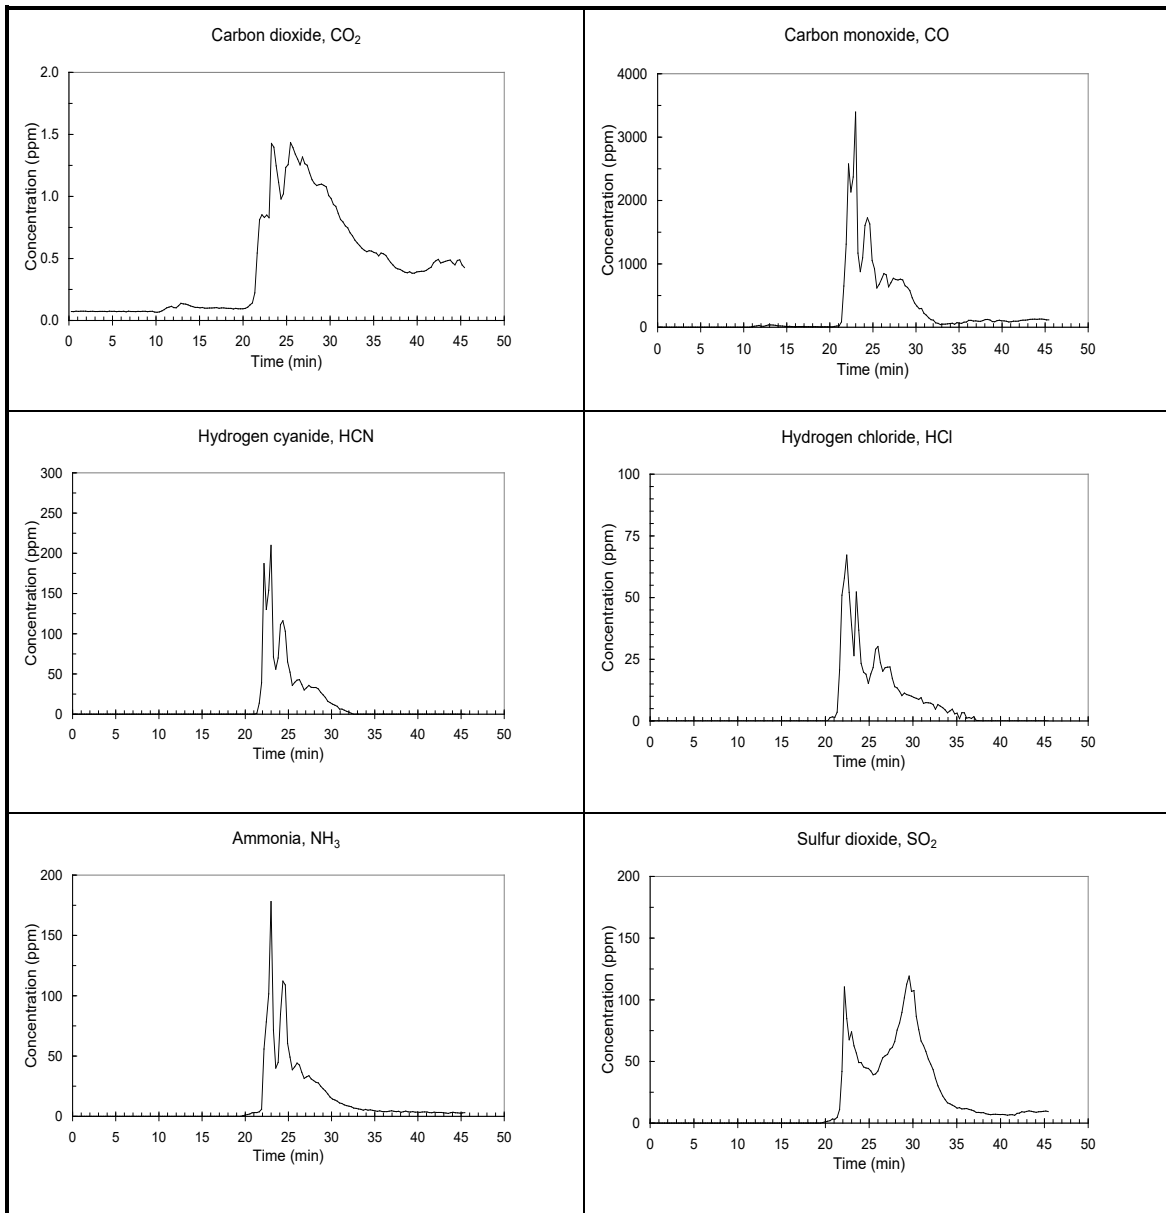 Carbon dioxide, CO₂
Concentration (ppm)
2.0
1.5
1.0
0.5
0.0
0 5 10 15 20 25 30 35 40 45 50
Time (min)
Carbon monoxide, CO
Concentration (ppm)
4000
3000
2000
1000
0
0 5 10 15 20 25 30 35 40 45 50
Time (min)
Hydrogen cyanide, HCN
Concentration (ppm)
300
250
200
150
100
50
0
0 5 10 15 20 25 30 35 40 45 50
Time (min)
Hydrogen chloride, HCl
Concentration (ppm)
100
75
50
25
0
0 5 10 15 20 25 30 35 40 45 50
Time (min)
Ammonia, NH₃
Concentration (ppm)
200
150
100
50
0
0 5 10 15 20 25 30 35 40 45 50
Time (min)
Sulfur dioxide, SO₂
Concentration (ppm)
200
150
100
50
0
0 5 10 15 20 25 30 35 40 45 50
Time (min)